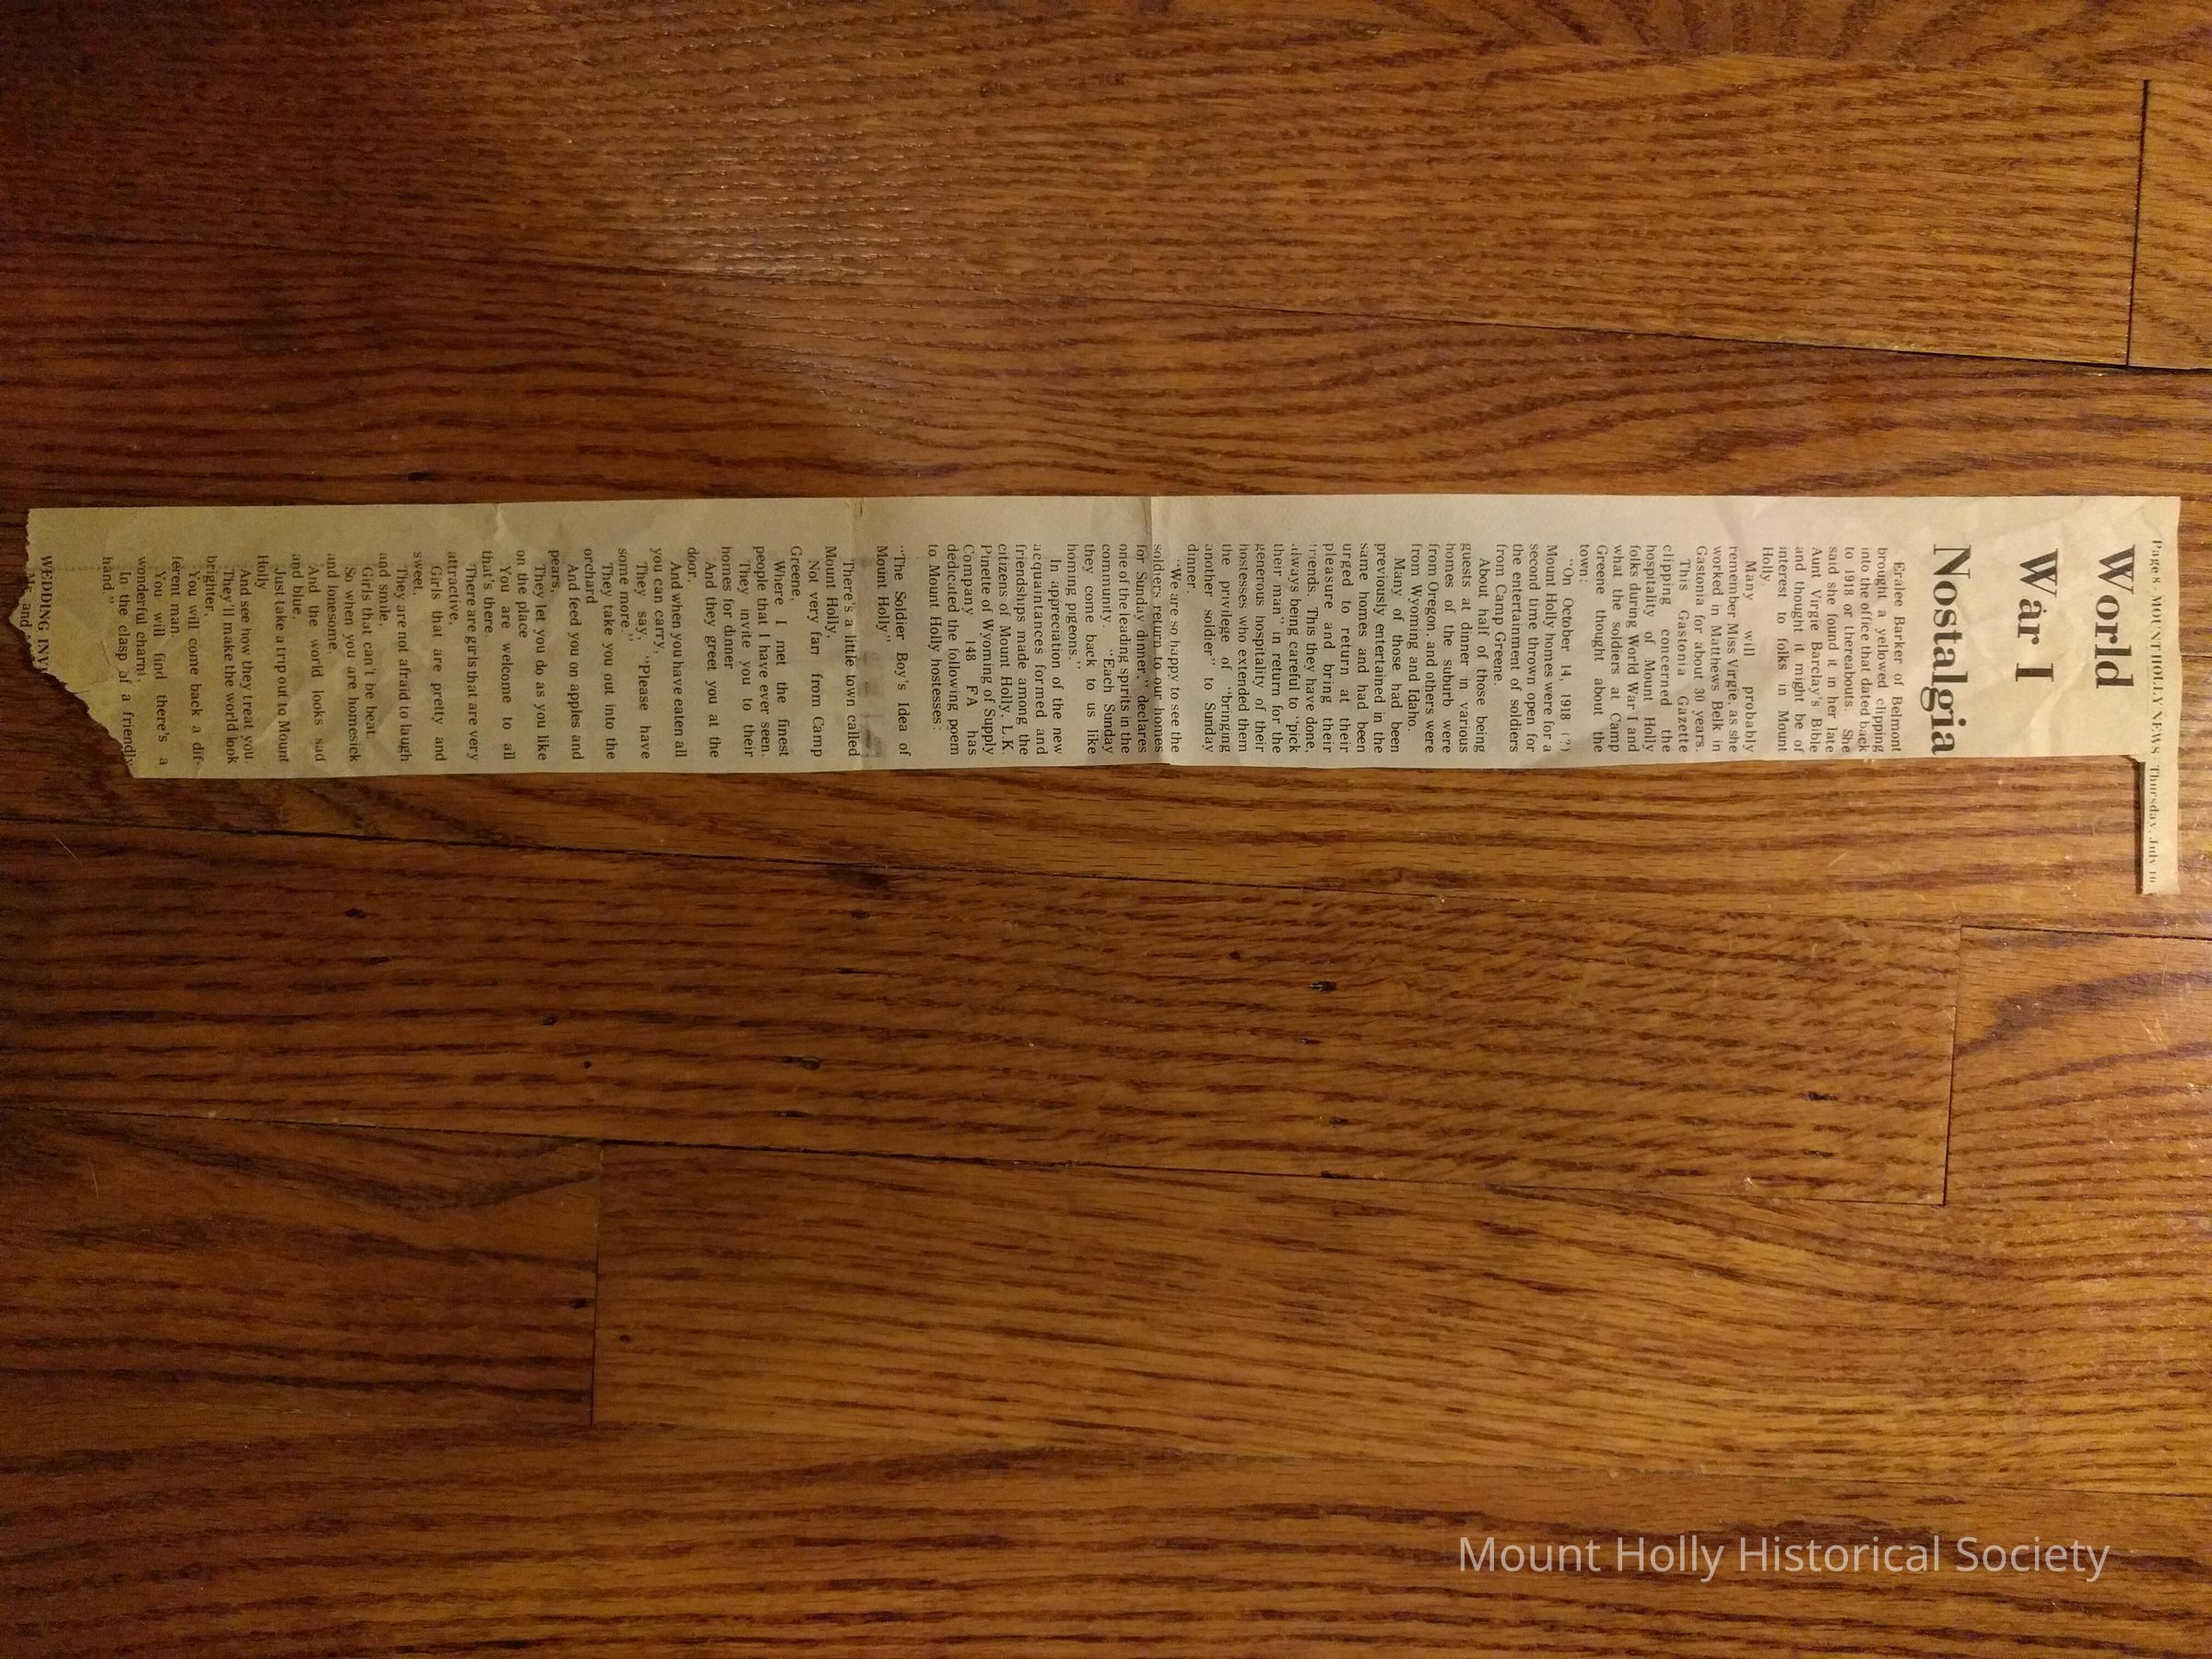 Page 8 - MOUNT HOLLY NEWS - Thursday, July 10,
World
War I
Nostalgia
Eralee Barker of Belmont
brought a yellowed clipping
into the office that dated back
to 1918 or thereabouts. She
said she found it in her late
Aunt Virgie Barclay's Bible
and thought it might be of
interest to folks in Mount
Holly.
Many will probably
remember Miss Virgie, as she
worked in Matthews Belk in
Gastonia for about 30 years.
This Gastonia Gazette
clipping concerned the
hospitality of Mount Holly
folks during World War I and
what the soldiers at Camp
Greene thought about the
town:
"On October 14, 1918 (?)
Mount Holly homes were for a
second time thrown open for
the entertainment of soldiers
from Camp Greene.
About half of those being
guests at dinner in various
homes of the suburb were
from Oregon, and others were
from Wyoming and Idaho.
Many of those had been
previously entertained in the
same homes and had been
urged to return at their
pleasure and bring their
friends. This they have done,
always being careful to "pick
their man" in return for the
generous hospitality of their
hostesses who extended them
the privilege of "bringing
another soldier" to Sunday
dinner.
"We are so happy to see the
soldiers return to our homes
for Sunday dinner," declares
one of the leading spirits in the
community. "Each Sunday
they come back to us like
homing pigeons."
In appreciation of the new
acquaintances formed and
friendships made among the
citizens of Mount Holly, L.K.
Pinette of Wyoming of Supply
Company 148 FA has
dedicated the following poem
to Mount Holly hostesses:
"The Soldier Boy's Idea of
Mount Holly"
There's a little town called
Mount Holly,
Not very far from Camp
Greene,
Where I met the finest
people that I have ever seen.
They invite you to their
homes for dinner
And they greet you at the
door,
And when you have eaten all
you can carry,
They say, "Please have
some more."
They take you out into the
orchard
And feed you on apples and
pears,
They let you do as you like
on the place
You are welcome to all
that's there.
There are girls that are very
attractive,
Girls that are pretty and
sweet.
They are not afraid to laugh
and smile,
Girls that can't be beat.
So when you are homesick
and lonesome,
And the world looks sad
and blue,
Just take a trip out to Mount
Holly
And see how they treat you
They'll make the world look
brighter,
You will come back a dif-
ferent man.
You will find there's a
wonderful charm,
In the clasp of a friendly
hand."
WEDDING INVI
Mr. and
Mount Holly Historical Society